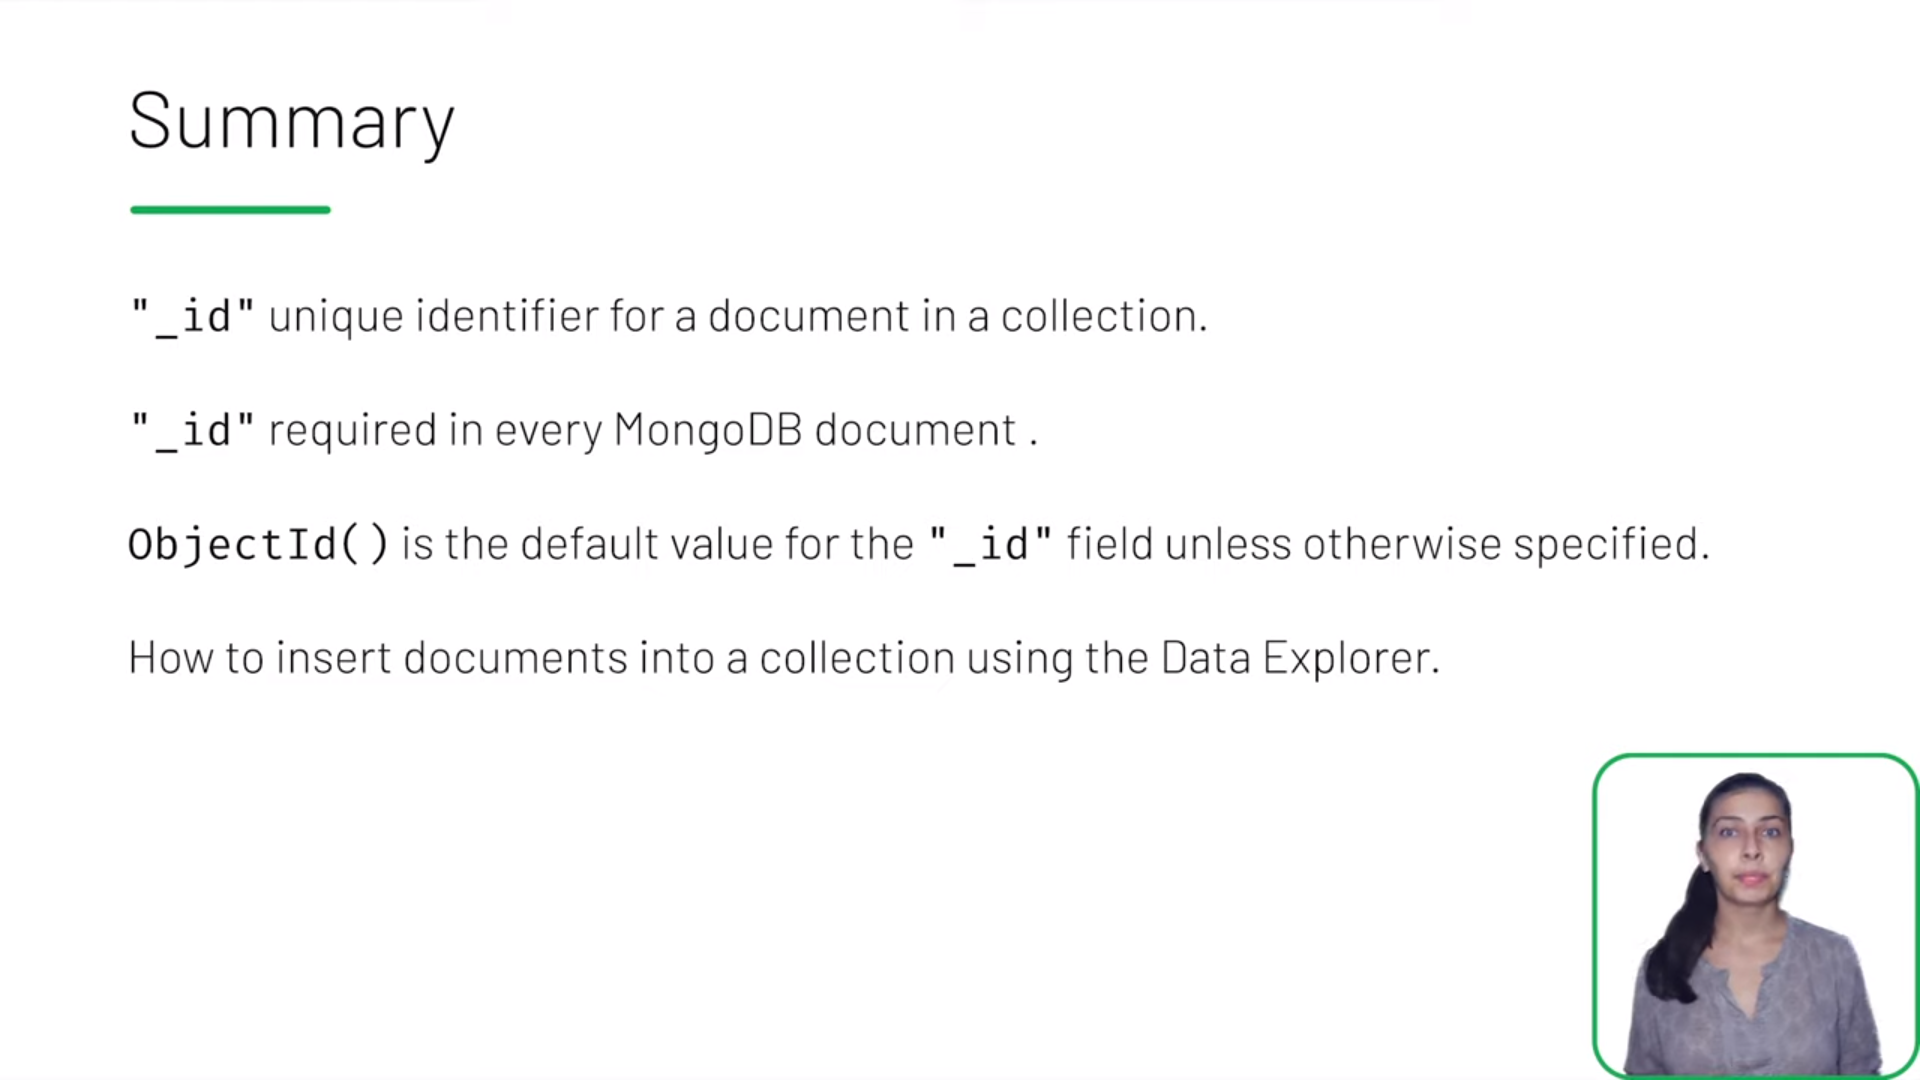 Summary
"_id" unique identifier for a document in a collection.
"_id" required in every MongoDB document .
ObjectId() is the default value for the "_id" field unless otherwise specified.
How to insert documents into a collection using the Data Explorer.